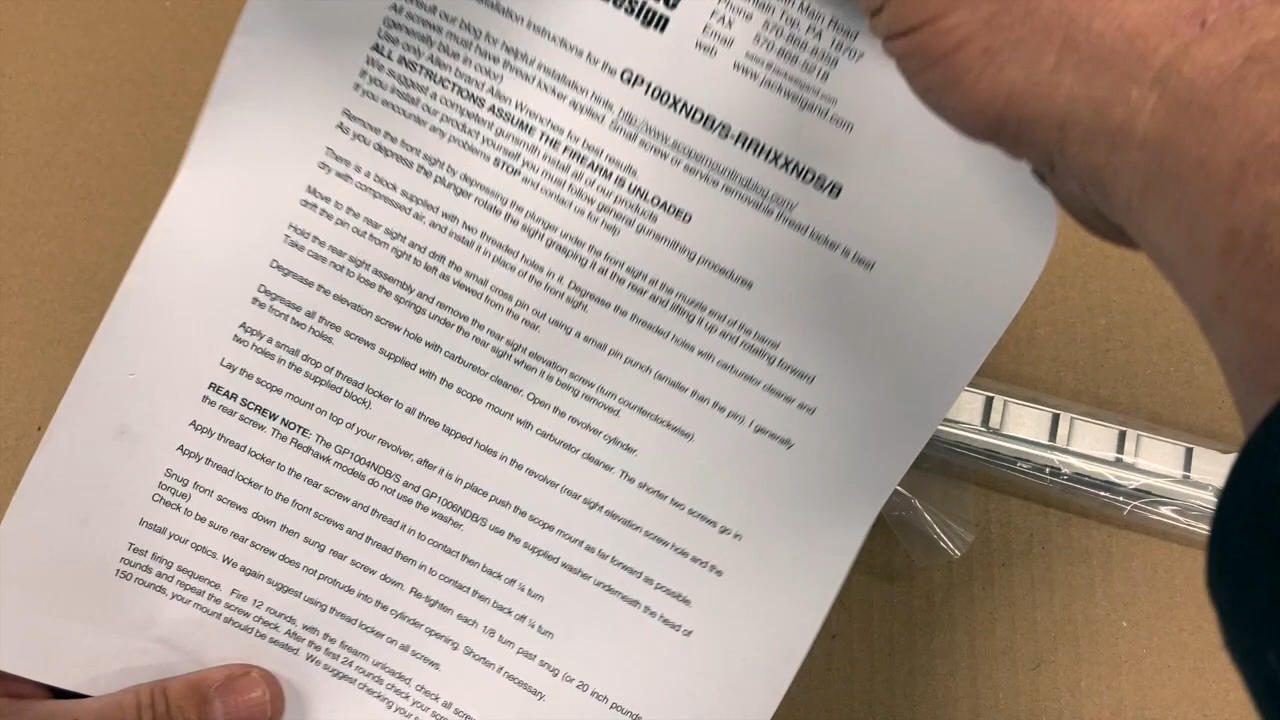 Design
Main Road
Mountain Top, PA 18707
Phone 570-868-8358
FAX 570-868-5218
Email
web www.jackweigand.com
Installation instructions for the GP100XNDB/S-RRHXXNDS/B
Consult our blog for helpful installation hints, http://www.scopemountingblog.com/
All screws must have thread locker applied. Small screw or service removable thread locker is best
(generally blue in color)
Use only Allen brand Allen Wrenches for best results.
ALL INSTRUCTIONS ASSUME THE FIREARM IS UNLOADED
We suggest a competent gunsmith install all of our products
If you install our product yourself you must follow general gunsmithing procedures
If you encounter any problems STOP and contact us for help)
Remove the front sight by depressing the plunger under the front sight at the muzzle end of the barrel
As you depress the plunger rotate the sight grasping it at the rear and lifting it up and rotating forward
There is a block supplied with two threaded holes in it. Degrease the threaded holes with carburetor cleaner and
dry with compressed air, and install it in place of the front sight.
Move to the rear sight and drift the small cross pin out using a small pin punch (smaller than the pin). I generally
drift the pin out from right to left as viewed from the rear.
Hold the rear sight assembly and remove the rear sight elevation screw (turn counterclockwise).
Take care not to lose the springs under the rear sight when it is being removed.
Degrease the elevation screw hole with carburetor cleaner. Open the revolver cylinder.
Degrease all three screws supplied with the scope mount with carburetor cleaner. The shorter two screws go in
the front two holes.
Apply a small drop of thread locker to all three tapped holes in the revolver (rear sight elevation screw hole and the
two holes in the supplied block).
Lay the scope mount on top of your revolver, after it is in place push the scope mount as far forward as possible.
REAR SCREW NOTE: The GP1004NDB/S and GP1006NDB/S use the supplied washer underneath the head of
the rear screw. The Redhawk models do not use the washer.
Apply thread locker to the rear screw and thread it in to contact then back off ¼ turn
Apply thread locker to the front screws and thread them in to contact then back off ¼ turn
Snug front screws down then sung rear screw down. Re-tighten each 1/8 turn past snug (or 20 inch pounds
torque)
Check to be sure rear screw does not protrude into the cylinder opening. Shorten if necessary.
Install your optics. We again suggest using thread locker on all screws.
Test firing sequence. Fire 12 rounds, with the firearm unloaded, check all
rounds and repeat the screw check. After the first 24 rounds check your
150 rounds, your mount should be seated. We suggest checking your